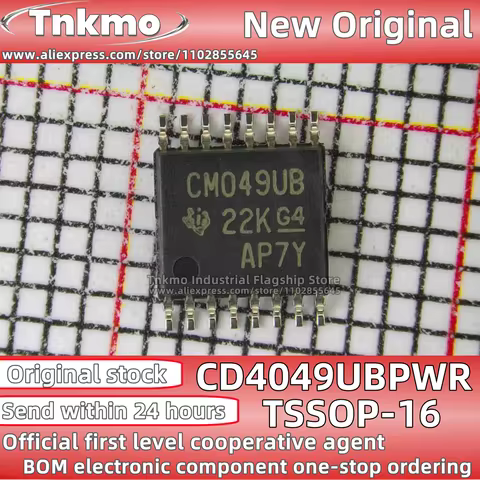 Tnkmo
New Original
www.aliexpress.com/store/1102855645
CM049UB
22K G4
AP7Y
Tnkmo Industrial Flagship Store
www.aliexpress.com/store/1102855645
Original stock
CD4049UBPWR
Send within 24 hours
TSSOP-16
Official first level cooperative agent
BOM electronic component one-stop ordering